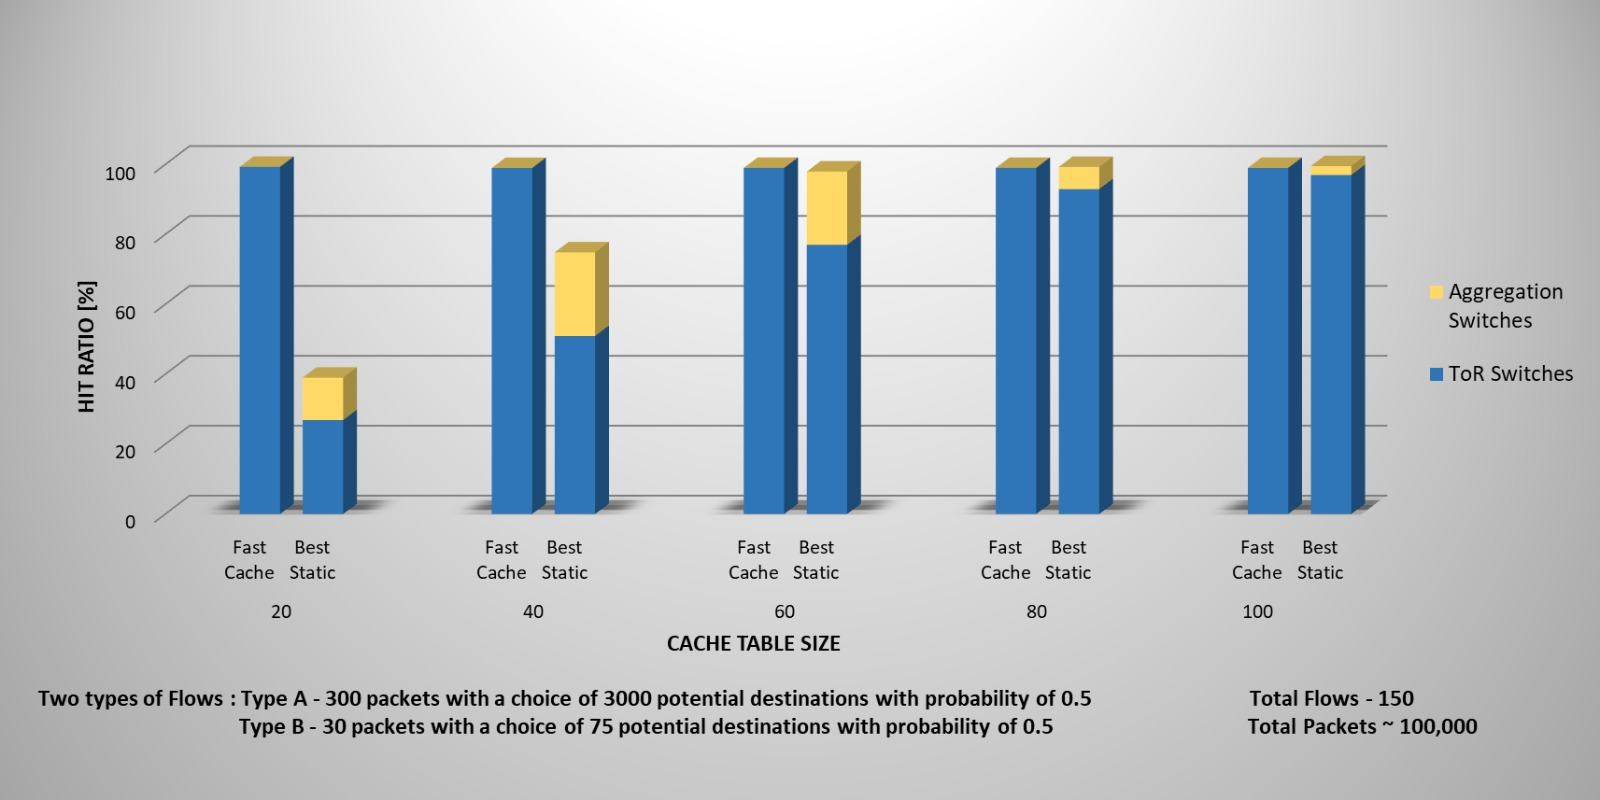 100
80
60
40
20
0
HIT RATIO [%]
Fast Cache
Best Static
Fast Cache
Best Static
Fast Cache
Best Static
Fast Cache
Best Static
Fast Cache
Best Static
20
40
60
80
100
CACHE TABLE SIZE
Aggregation
Switches
ToR Switches
Two types of Flows : Type A - 300 packets with a choice of 3000 potential destinations with probability of 0.5
Type B - 30 packets with a choice of 75 potential destinations with probability of 0.5
Total Flows - 150
Total Packets ~ 100,000